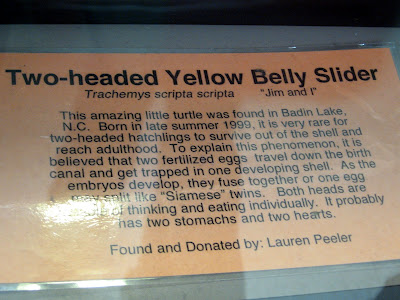 Two-headed Yellow Belly Slider
Trachemys scripta scripta "Jim and I"
This amazing little turtle was found in Badin Lake,
N.C. Born in late summer 1999, it is very rare for
two-headed hatchlings to survive out of the shell and
reach adulthood. To explain this phenomenon, it is
believed that two fertilized eggs travel down the birth
canal and get trapped in one developing shell. As the
embryos develop, they fuse together or one egg
may split like "Siamese" twins. Both heads are
of thinking and eating individually. It probably
has two stomachs and two hearts.
Found and Donated by: Lauren Peeler